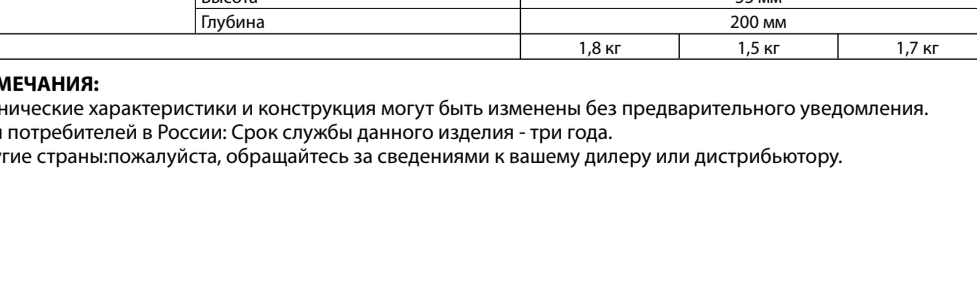 Глубина 200 мм
1,8 кг 1,5 кг 1,7 кг
МЕЧАНИЯ:
нические характеристики и конструкция могут быть изменены без предварительного уведомления.
потребителей в России: Срок службы данного изделия - три года.
угие страны:пожалуйста, обращайтесь за сведениями к вашему дилеру или дистрибьютору.